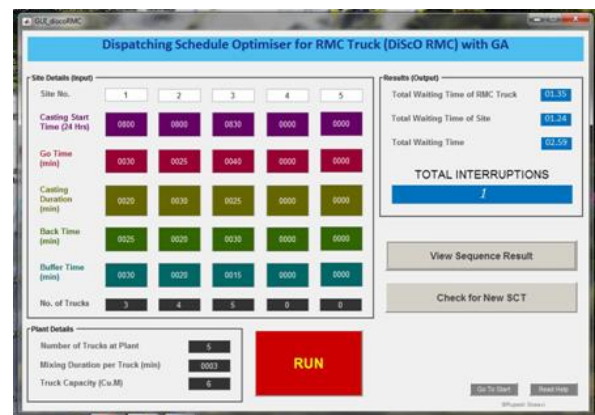 GUI_discoRMC
Dispatching Schedule Optimiser for RMC Truck (DiScO RMC) with GA
Site Details (Input)
Site No. 1 2 3 4 5
Casting Start
Time (24 Hrs) 0800 0800 0830 0000 0000
Go Time
(min) 0030 0025 0040 0000 0000
Casting
Duration
(min) 0020 0030 0025 0000 0000
Back Time
(min) 0025 0020 0030 0000 0000
Buffer Time
(min) 0030 0020 0015 0000 0000
No. of Trucks 3 4 5 0 0
Results (Output)
Total Waiting Time of RMC Truck 01.35
Total Waiting Time of Site 01.24
Total Waiting Time 02.59
TOTAL INTERRUPTIONS
1
View Sequence Result
Check for New SCT
Plant Details
Number of Trucks at Plant 5
Mixing Duration per Truck (min) 0003
Truck Capacity (Cu.M) 6
RUN
Go To Start Read Help